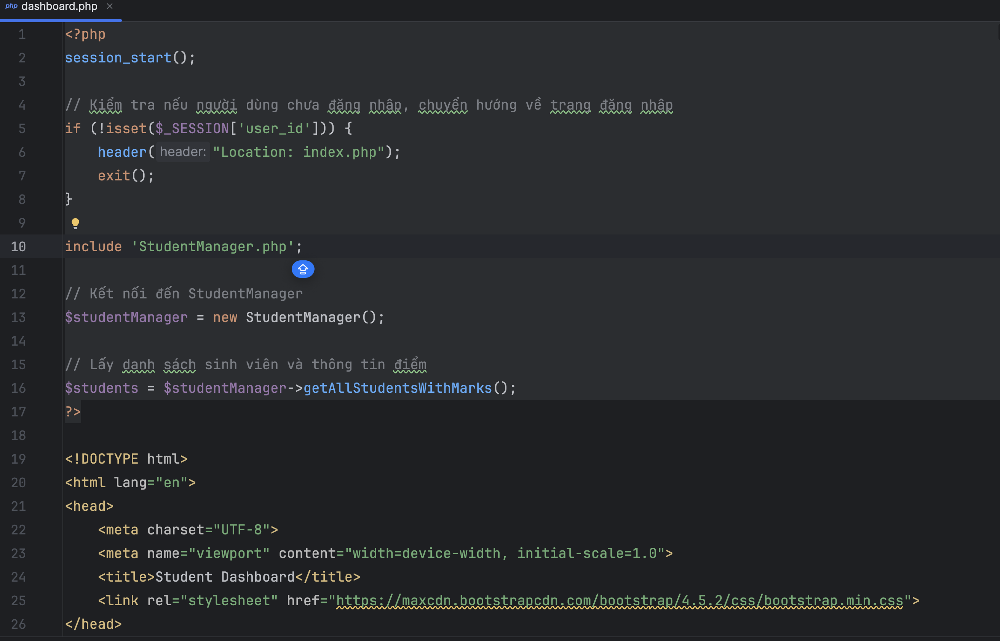 php dashboard.php
1 <?php
2 session_start();
3
4 // Kiểm tra nếu người dùng chưa đăng nhập, chuyển hướng về trang đăng nhập
5 if (!isset($_SESSION['user_id'])) {
6     header( header: "Location: index.php");
7     exit();
8 }
9
10 include 'StudentManager.php';
11
12 // Kết nối đến StudentManager
13 $studentManager = new StudentManager();
14
15 // Lấy danh sách sinh viên và thông tin điểm
16 $students = $studentManager->getAllStudentsWithMarks();
17 ?>
18
19 <!DOCTYPE html>
20 <html lang="en">
21 <head>
22     <meta charset="UTF-8">
23     <meta name="viewport" content="width=device-width, initial-scale=1.0">
24     <title>Student Dashboard</title>
25     <link rel="stylesheet" href="https://maxcdn.bootstrapcdn.com/bootstrap/4.5.2/css/bootstrap.min.css">
26 </head>